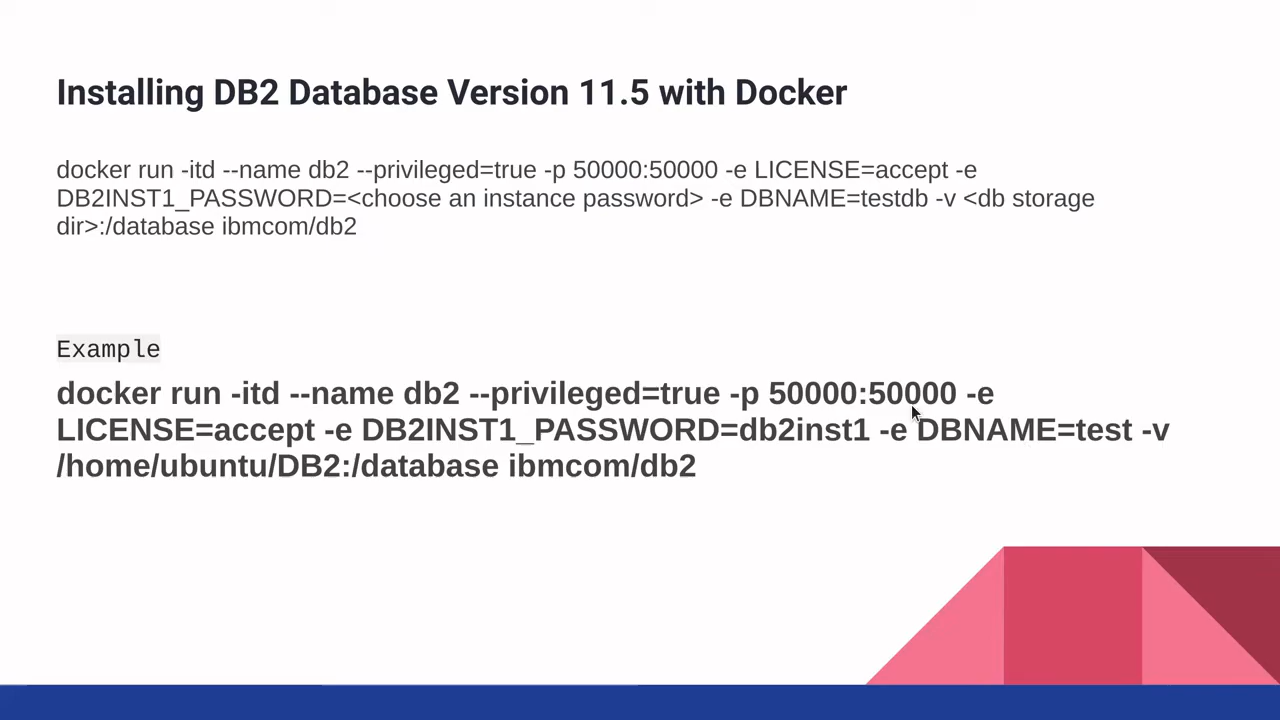 Installing DB2 Database Version 11.5 with Docker
docker run -itd --name db2 --privileged=true -p 50000:50000 -e LICENSE=accept -e
DB2INST1_PASSWORD=<choose an instance password> -e DBNAME=testdb -v <db storage
dir>:/database ibmcom/db2
Example
docker run -itd --name db2 --privileged=true -p 50000:50000 -e
LICENSE=accept -e DB2INST1_PASSWORD=db2inst1 -e DBNAME=test -v
/home/ubuntu/DB2:/database ibmcom/db2